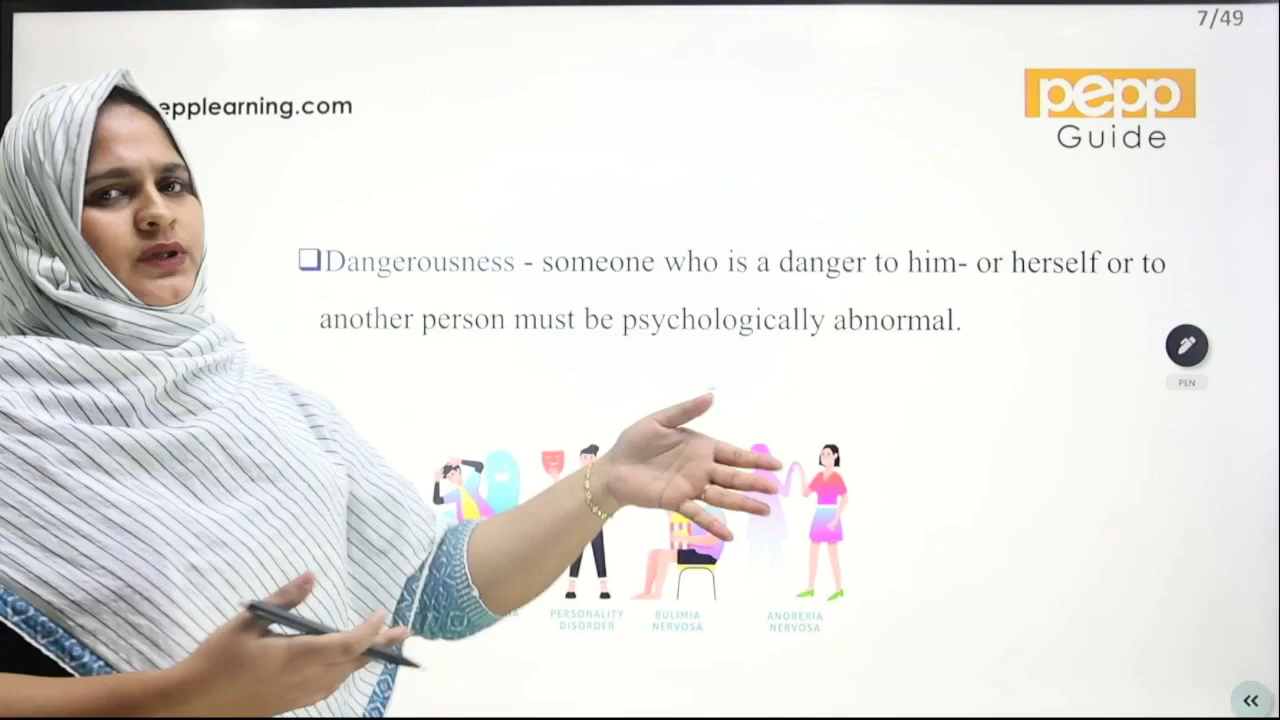 7/49
epplearning.com
pepp
Guide
Dangerousness - someone who is a danger to him- or herself or to
another person must be psychologically abnormal.
PEN
PERSONALITY
DISORDER
BULIMIA
NERVOSA
ANOREXIA
NERVOSA